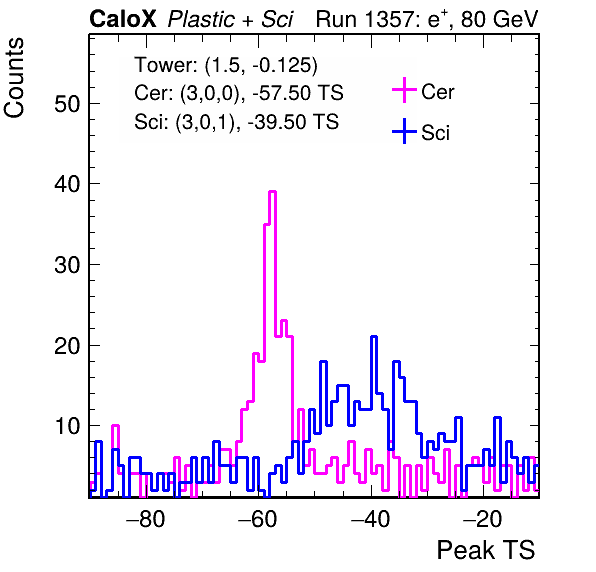 CaloX Plastic + Sci Run 1357: e⁺, 80 GeV
Tower: (1.5, -0.125)
Cer: (3,0,0), -57.50 TS
Sci: (3,0,1), -39.50 TS
Cer
Sci
Counts
50
40
30
20
10
−80 −60 −40 −20
Peak TS